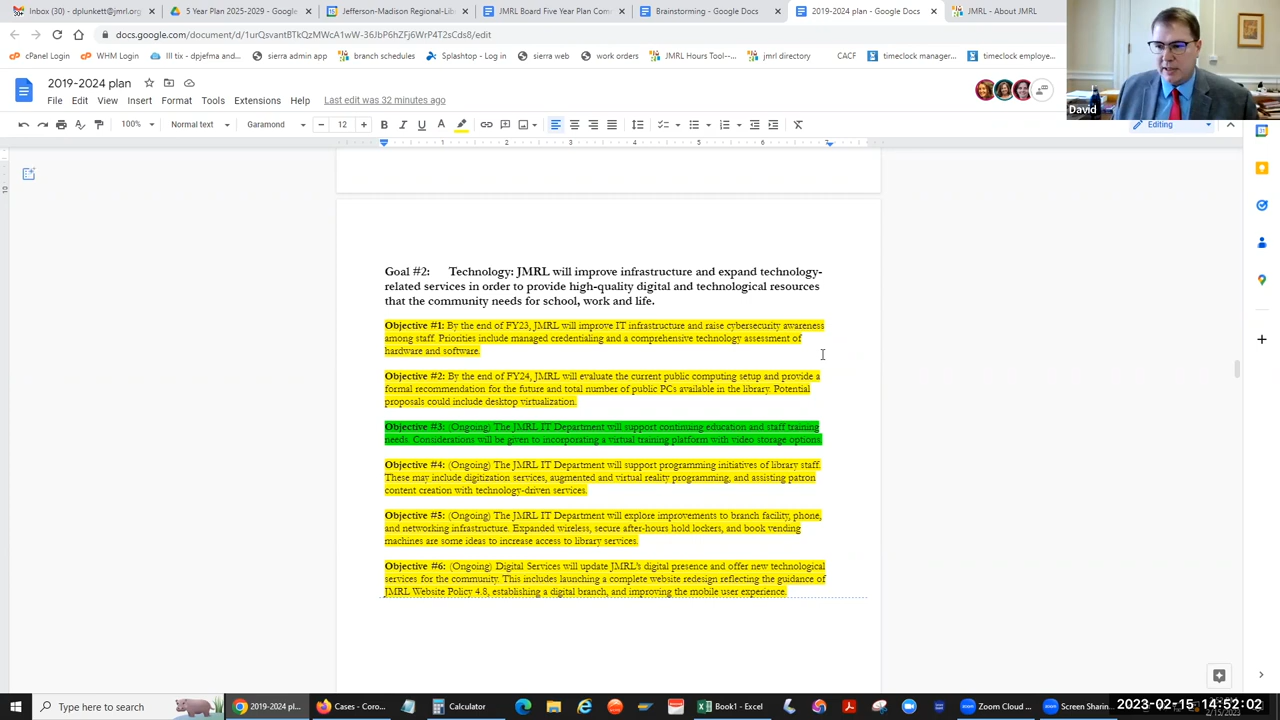 Inbox (3) - dplunkett@jmrl.org
5 Year Plan 2025-2029 - Google
Jefferson-Madison Regional-Lib
JMRL Board Five Year Plan Com
Brainstorming - Google Docs
2019-2024 plan - Google Docs
JMRL - About JMRL
docs.google.com/document/d/1urQsvantBTkQzMWcA1wW-36JbP6hZFj6WrP4T2sCds8/edit
cPanel Login
WHM Login
III tix - dpjefma and...
sierra admin app
branch schedules
Splashtop - Log in
sierra web
work orders
JMRL Hours Tool--...
jmrl directory
CACF
timeclock manager...
timeclock employe...
2019-2024 plan
File Edit View Insert Format Tools Extensions Help Last edit was 32 minutes ago
David
100% Normal text Garamond 12 Editing
1 2 3 4 5 6
Goal #2: Technology: JMRL will improve infrastructure and expand technology-
related services in order to provide high-quality digital and technological resources
that the community needs for school, work and life.
Objective #1: By the end of FY23, JMRL will improve IT infrastructure and raise cybersecurity awareness
among staff. Priorities include managed credentialing and a comprehensive technology assessment of
hardware and software.
Objective #2: By the end of FY24, JMRL will evaluate the current public computing setup and provide a
formal recommendation for the future and total number of public PCs available in the library. Potential
proposals could include desktop virtualization.
Objective #3: (Ongoing) The JMRL IT Department will support continuing education and staff training
needs. Considerations will be given to incorporating a virtual training platform with video storage options.
Objective #4: (Ongoing) The JMRL IT Department will support programming initiatives of library staff.
These may include digitization services, augmented and virtual reality programming, and assisting patron
content creation with technology-driven services.
Objective #5: (Ongoing) The JMRL IT Department will explore improvements to branch facility, phone,
and networking infrastructure. Expanded wireless, secure after-hours hold lockers, and book vending
machines are some ideas to increase access to library services.
Objective #6: (Ongoing) Digital Services will update JMRL's digital presence and offer new technological
services for the community. This includes launching a complete website redesign reflecting the guidance of
JMRL Website Policy 4.8, establishing a digital branch, and improving the mobile user experience.
Type here to search
2019-2024 pl...
Cases - Coro...
Calculator
Book1 - Excel
Zoom Cloud ...
Screen Sharin...
2023-02-15 14:52:02